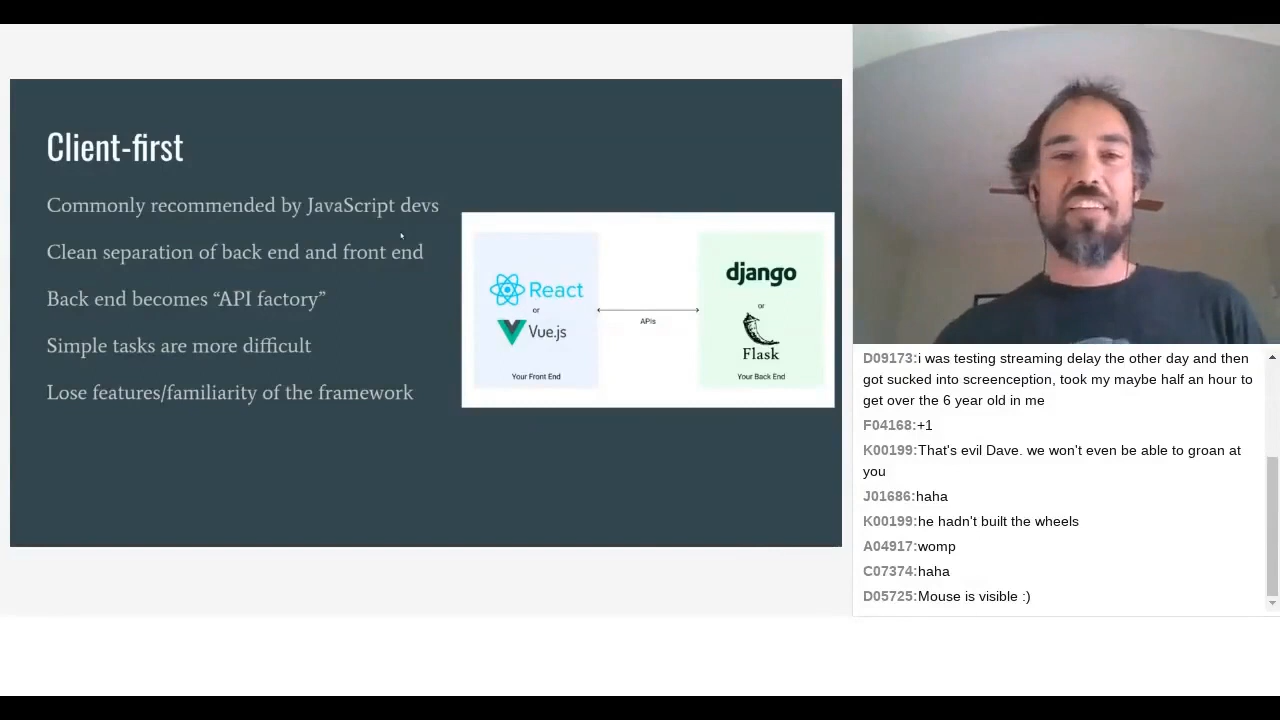 Client-first
Commonly recommended by JavaScript devs
Clean separation of back end and front end
Back end becomes “API factory”
Simple tasks are more difficult
Lose features/familiarity of the framework
React
or
Vue.js
Your Front End
APIs
django
or
Flask
Your Back End
D09173:i was testing streaming delay the other day and then
got sucked into screenception, took my maybe half an hour to
get over the 6 year old in me
F04168:+1
K00199:That's evil Dave. we won't even be able to groan at
you
J01686:haha
K00199:he hadn't built the wheels
A04917:womp
C07374:haha
D05725:Mouse is visible :)